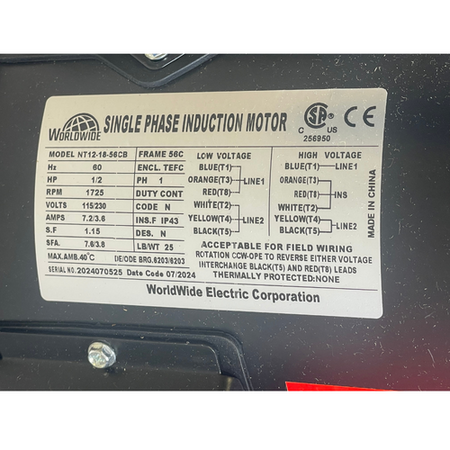 WORLDWIDE
SINGLE PHASE INDUCTION MOTOR
C US
256950
CE
MODEL NT12-18-56CB FRAME 56C
Hz 60 ENCL. TEFC
HP 1/2 PH 1
RPM 1725 DUTY CONT
VOLTS 115/230 CODE N
AMPS 7.2/3.6 INS.F IP43
S.F 1.15 DES. N
SFA. 7.6/3.8 LB/WT 25
MAX.AMB.40°C DE/ODE BRG.6203/6203
SERIAL NO.2024070525 Date Code 07/2024
LOW VOLTAGE
BLUE(T1)
ORANGE(T3) LINE1
RED(T8)
WHITE(T2)
YELLOW(T4) LINE2
BLACK(T5)
HIGH VOLTAGE
BLUE(T1) LINE1
ORANGE(T3)
RED(T8) INS
WHITE(T2)
YELLOW(T4) LINE2
BLACK(T5)
ACCEPTABLE FOR FIELD WIRING
ROTATION CCW-OPE TO REVERSE EITHER VOLTAGE
INTERCHANGE BLACK(T5) AND RED(T8) LEADS
THERMALLY PROTECTED:NONE
MADE IN CHINA
WorldWide Electric Corporation